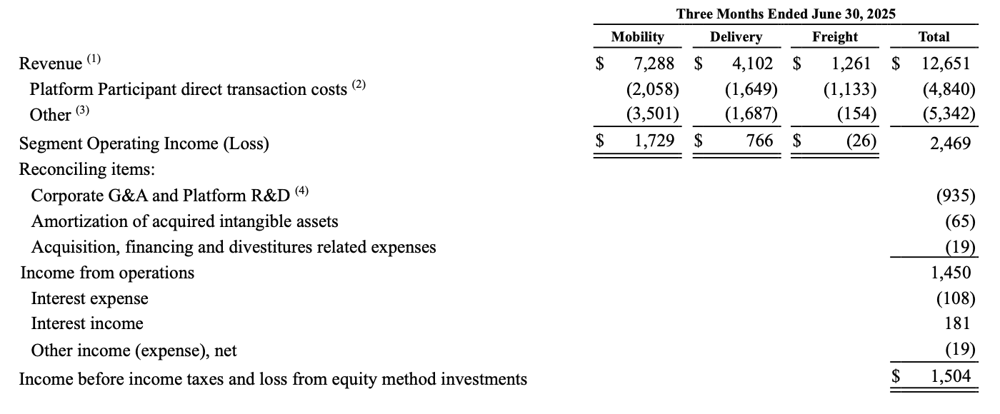 Three Months Ended June 30, 2025
Mobility Delivery Freight Total
Revenue (1) $ 7,288 $ 4,102 $ 1,261 $ 12,651
Platform Participant direct transaction costs (2) (2,058) (1,649) (1,133) (4,840)
Other (3) (3,501) (1,687) (154) (5,342)
Segment Operating Income (Loss) $ 1,729 $ 766 $ (26) 2,469
Reconciling items:
Corporate G&A and Platform R&D (4) (935)
Amortization of acquired intangible assets (65)
Acquisition, financing and divestitures related expenses (19)
Income from operations 1,450
Interest expense (108)
Interest income 181
Other income (expense), net (19)
Income before income taxes and loss from equity method investments $ 1,504